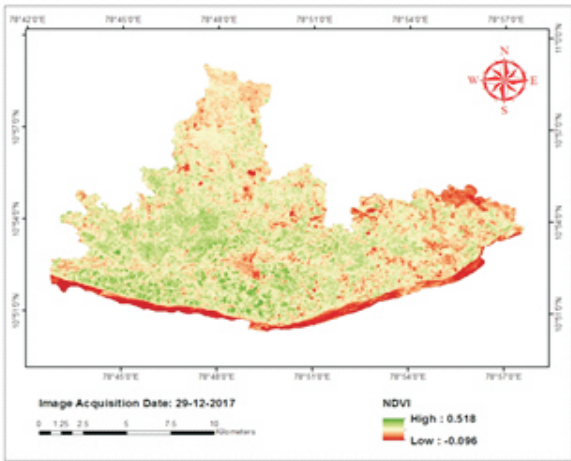 78°42'0"E 78°45'0"E 78°48'0"E 78°51'0"E 78°54'0"E 78°57'0"E
N
W E
S
78°45'0"E 78°48'0"E 78°51'0"E 78°54'0"E 78°57'0"E
Image Acquisition Date: 29-12-2017
0 1.25 2.5 5 7.5 10
Kilometers
NDVI
High : 0.518
Low : -0.096